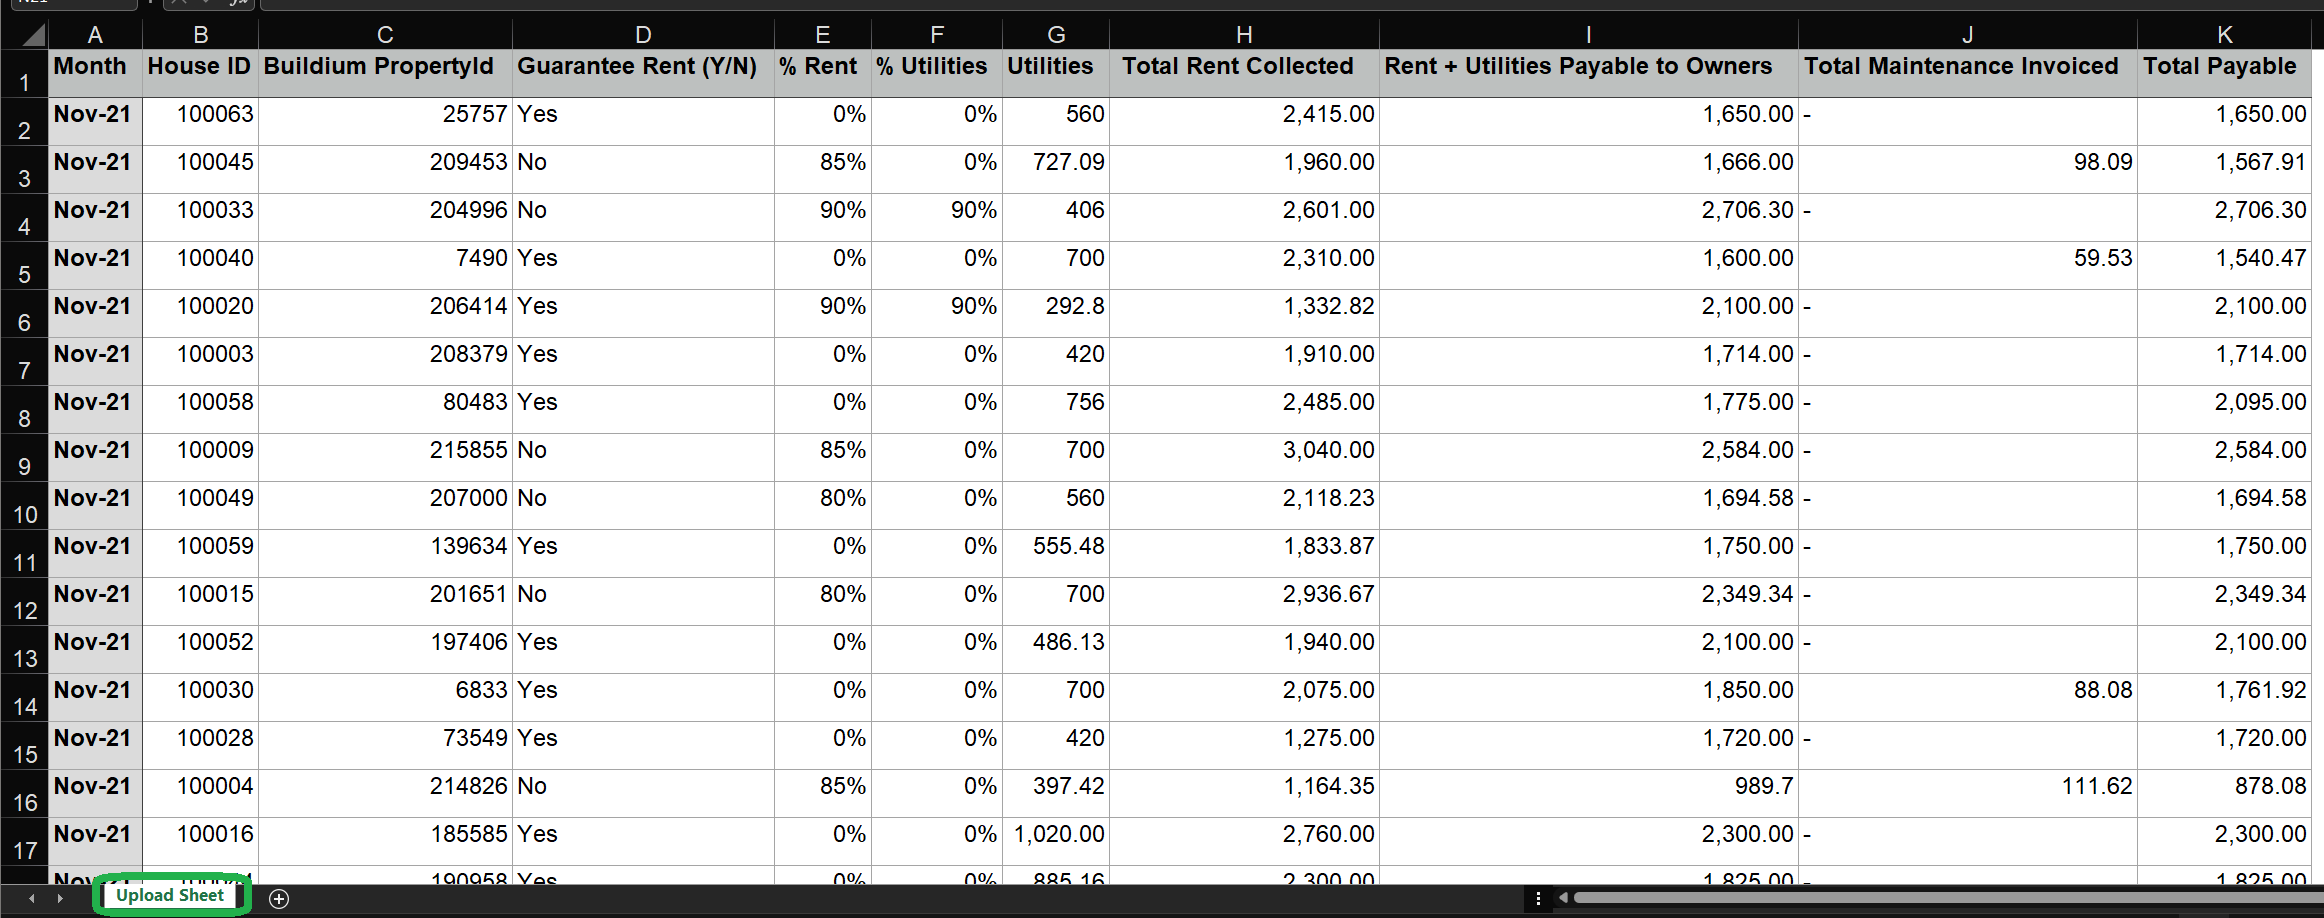 A B C D E F G H I J K
1 Month House ID Buildium PropertyId Guarantee Rent (Y/N) % Rent % Utilities Utilities Total Rent Collected Rent + Utilities Payable to Owners Total Maintenance Invoiced Total Payable
2 Nov-21 100063 25757 Yes 0% 0% 560 2,415.00 1,650.00 - 1,650.00
3 Nov-21 100045 209453 No 85% 0% 727.09 1,960.00 1,666.00 98.09 1,567.91
4 Nov-21 100033 204996 No 90% 90% 406 2,601.00 2,706.30 - 2,706.30
5 Nov-21 100040 7490 Yes 0% 0% 700 2,310.00 1,600.00 59.53 1,540.47
6 Nov-21 100020 206414 Yes 90% 90% 292.8 1,332.82 2,100.00 - 2,100.00
7 Nov-21 100003 208379 Yes 0% 0% 420 1,910.00 1,714.00 - 1,714.00
8 Nov-21 100058 80483 Yes 0% 0% 756 2,485.00 1,775.00 - 2,095.00
9 Nov-21 100009 215855 No 85% 0% 700 3,040.00 2,584.00 - 2,584.00
10 Nov-21 100049 207000 No 80% 0% 560 2,118.23 1,694.58 - 1,694.58
11 Nov-21 100059 139634 Yes 0% 0% 555.48 1,833.87 1,750.00 - 1,750.00
12 Nov-21 100015 201651 No 80% 0% 700 2,936.67 2,349.34 - 2,349.34
13 Nov-21 100052 197406 Yes 0% 0% 486.13 1,940.00 2,100.00 - 2,100.00
14 Nov-21 100030 6833 Yes 0% 0% 700 2,075.00 1,850.00 88.08 1,761.92
15 Nov-21 100028 73549 Yes 0% 0% 420 1,275.00 1,720.00 - 1,720.00
16 Nov-21 100004 214826 No 85% 0% 397.42 1,164.35 989.7 111.62 878.08
17 Nov-21 100016 185585 Yes 0% 0% 1,020.00 2,760.00 2,300.00 - 2,300.00
190958 Yes 0% 0% 885.16 2,300.00 1,825.00 - 1,825.00
Upload Sheet